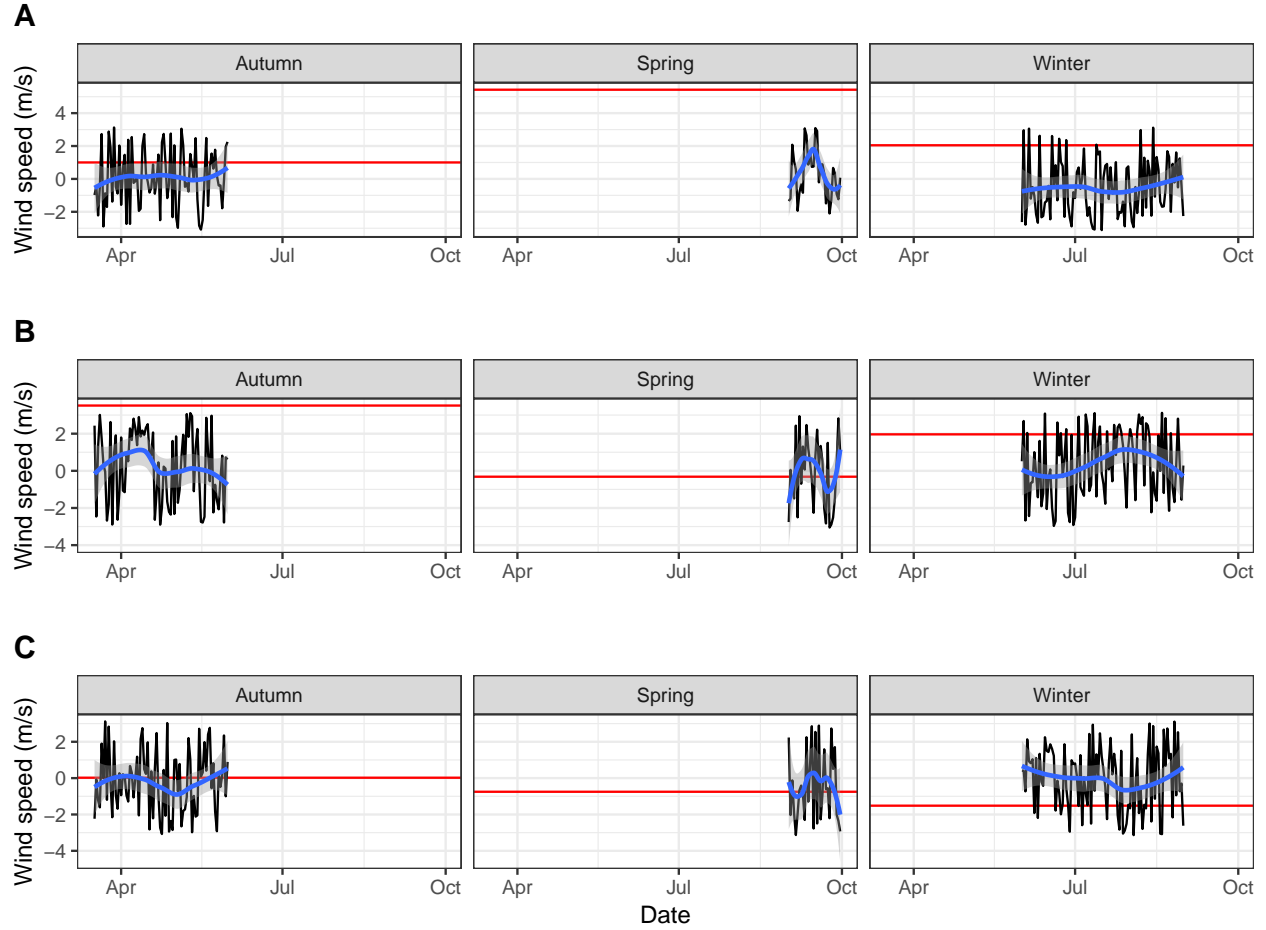 A
Autumn Spring Winter
Wind speed (m/s)
4
2
0
−2
Apr Jul Oct Apr Jul Oct Apr Jul Oct
B
Autumn Spring Winter
Wind speed (m/s)
2
0
−2
−4
Apr Jul Oct Apr Jul Oct Apr Jul Oct
C
Autumn Spring Winter
Wind speed (m/s)
2
0
−2
−4
Apr Jul Oct Apr Jul Oct Apr Jul Oct
Date